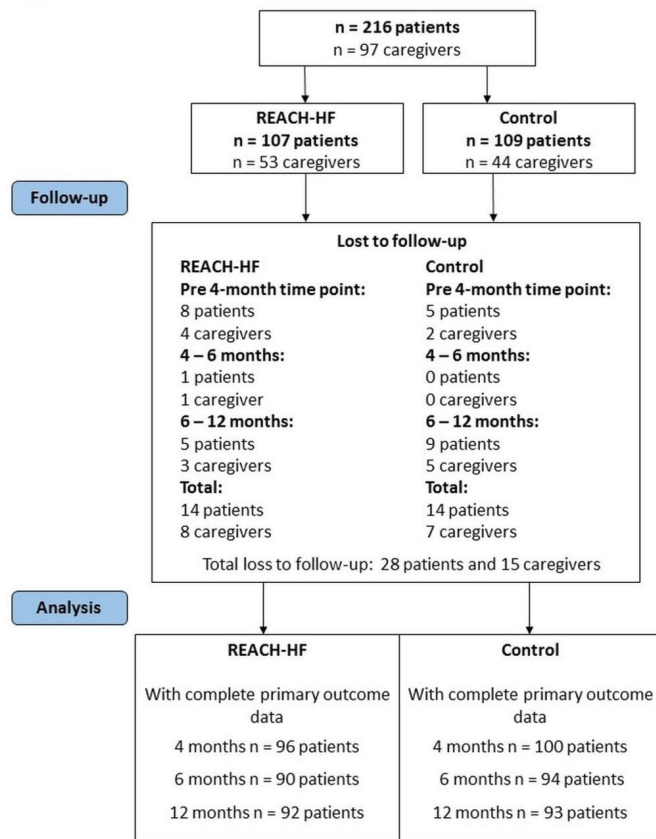 n = 216 patients
n = 97 caregivers
REACH-HF
n = 107 patients
n = 53 caregivers
Control
n = 109 patients
n = 44 caregivers
Follow-up
Lost to follow-up
REACH-HF
Pre 4-month time point:
8 patients
4 caregivers
4 – 6 months:
1 patients
1 caregiver
6 – 12 months:
5 patients
3 caregivers
Total:
14 patients
8 caregivers
Control
Pre 4-month time point:
5 patients
2 caregivers
4 – 6 months:
0 patients
0 caregivers
6 – 12 months:
9 patients
5 caregivers
Total:
14 patients
7 caregivers
Total loss to follow-up: 28 patients and 15 caregivers
Analysis
REACH-HF
With complete primary outcome
data
4 months n = 96 patients
6 months n = 90 patients
12 months n = 92 patients
Control
With complete primary outcome
data
4 months n = 100 patients
6 months n = 94 patients
12 months n = 93 patients